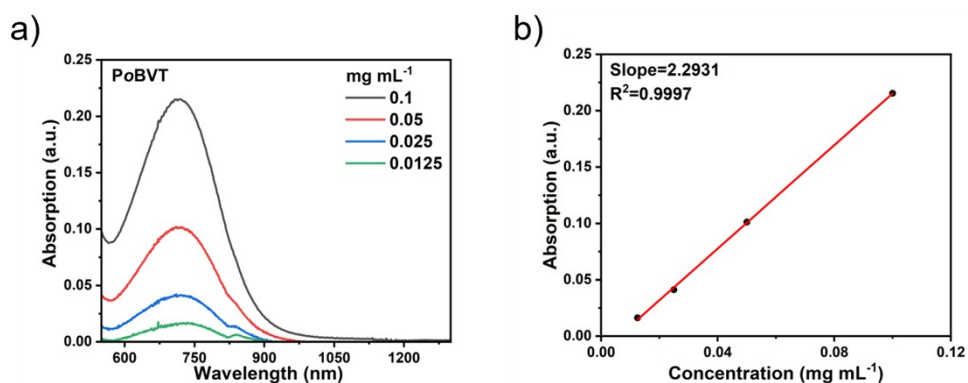 a)
b)
0.25
0.20
0.15
0.10
0.05
0.00
Absorption (a.u.)
PoBVT
mg mL⁻¹
0.1
0.05
0.025
0.0125
600
750
900
1050
1200
Wavelength (nm)
0.25
0.20
0.15
0.10
0.05
0.00
Absorption (a.u.)
Slope=2.2931
R²=0.9997
0.00
0.04
0.08
0.12
Concentration (mg mL⁻¹)